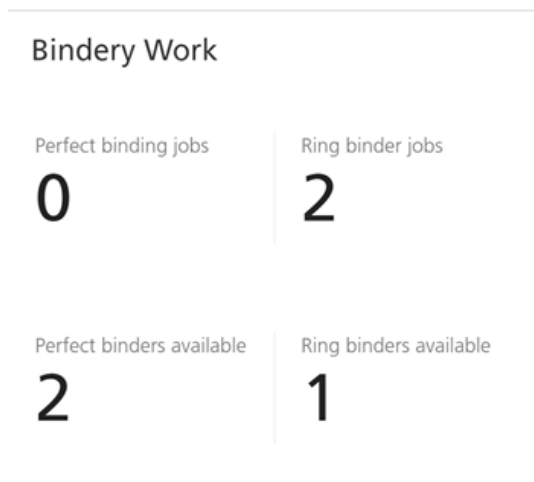 Bindery Work
Perfect binding jobs
0
Ring binder jobs
2
Perfect binders available
2
Ring binders available
1